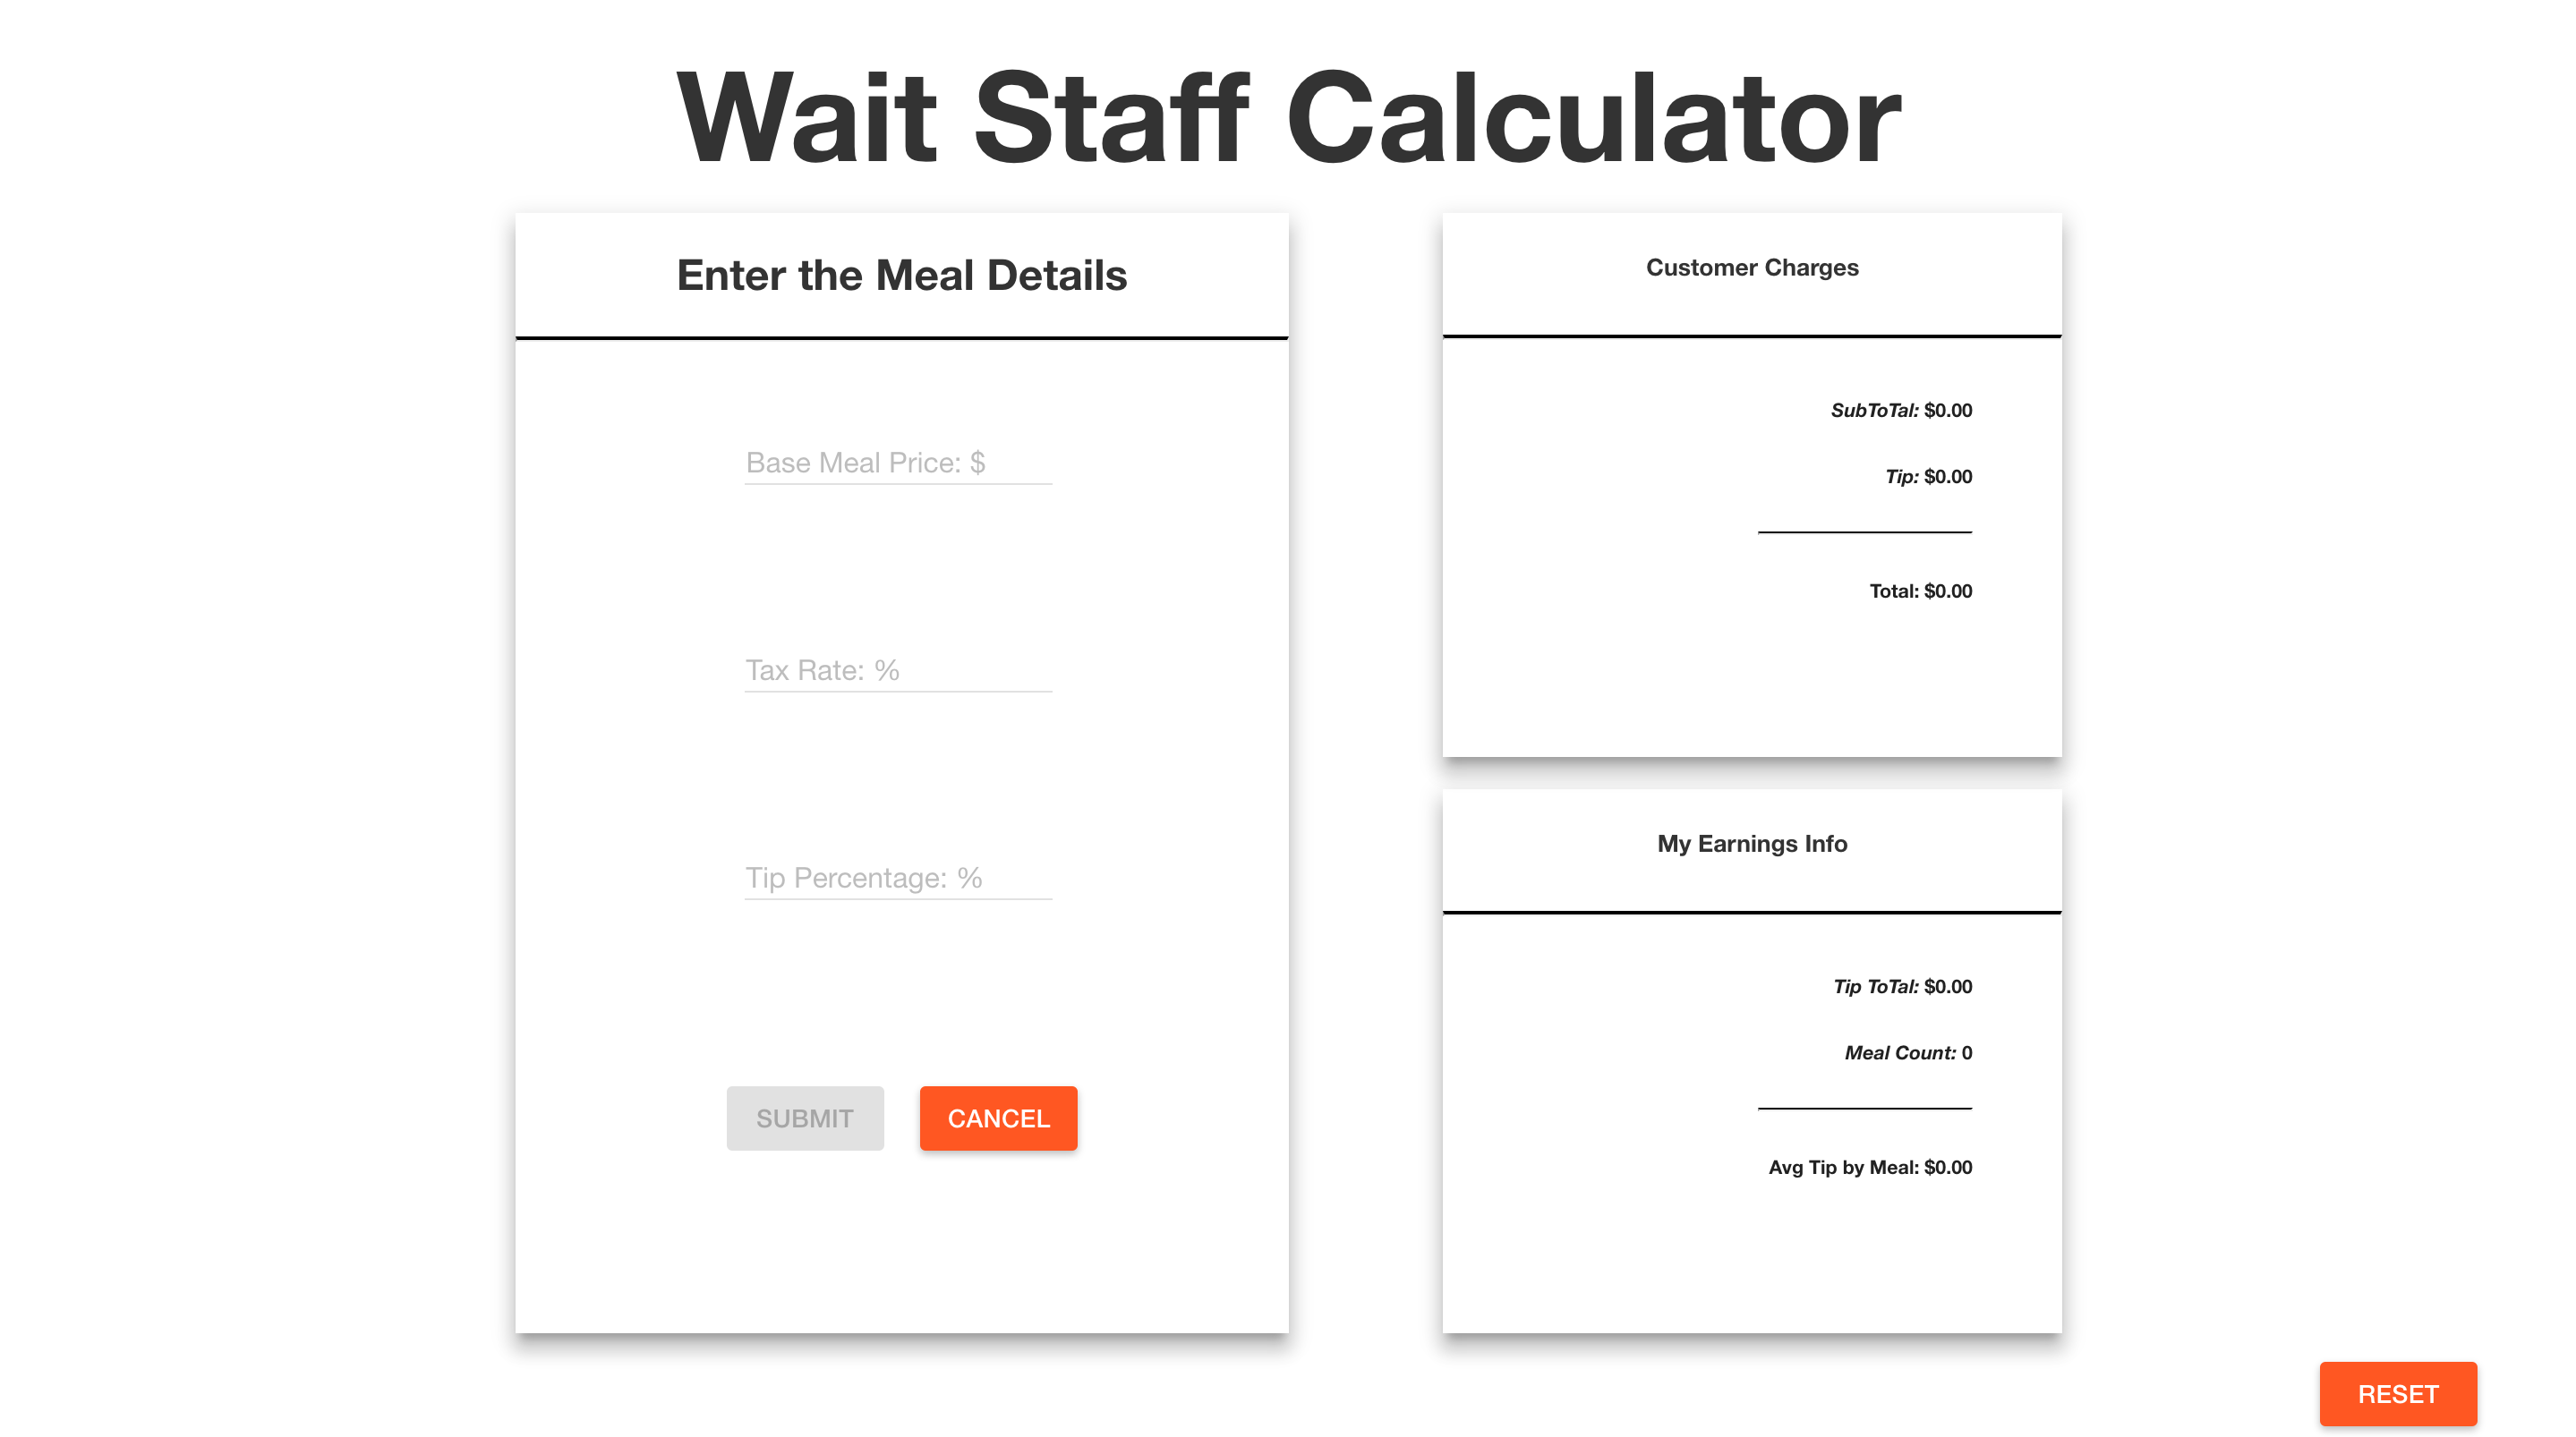 Wait Staff Calculator
Enter the Meal Details
Base Meal Price: $
Tax Rate: %
Tip Percentage: %
SUBMIT
CANCEL
Customer Charges
SubToTal: $0.00
Tip: $0.00
Total: $0.00
My Earnings Info
Tip ToTal: $0.00
Meal Count: 0
Avg Tip by Meal: $0.00
RESET